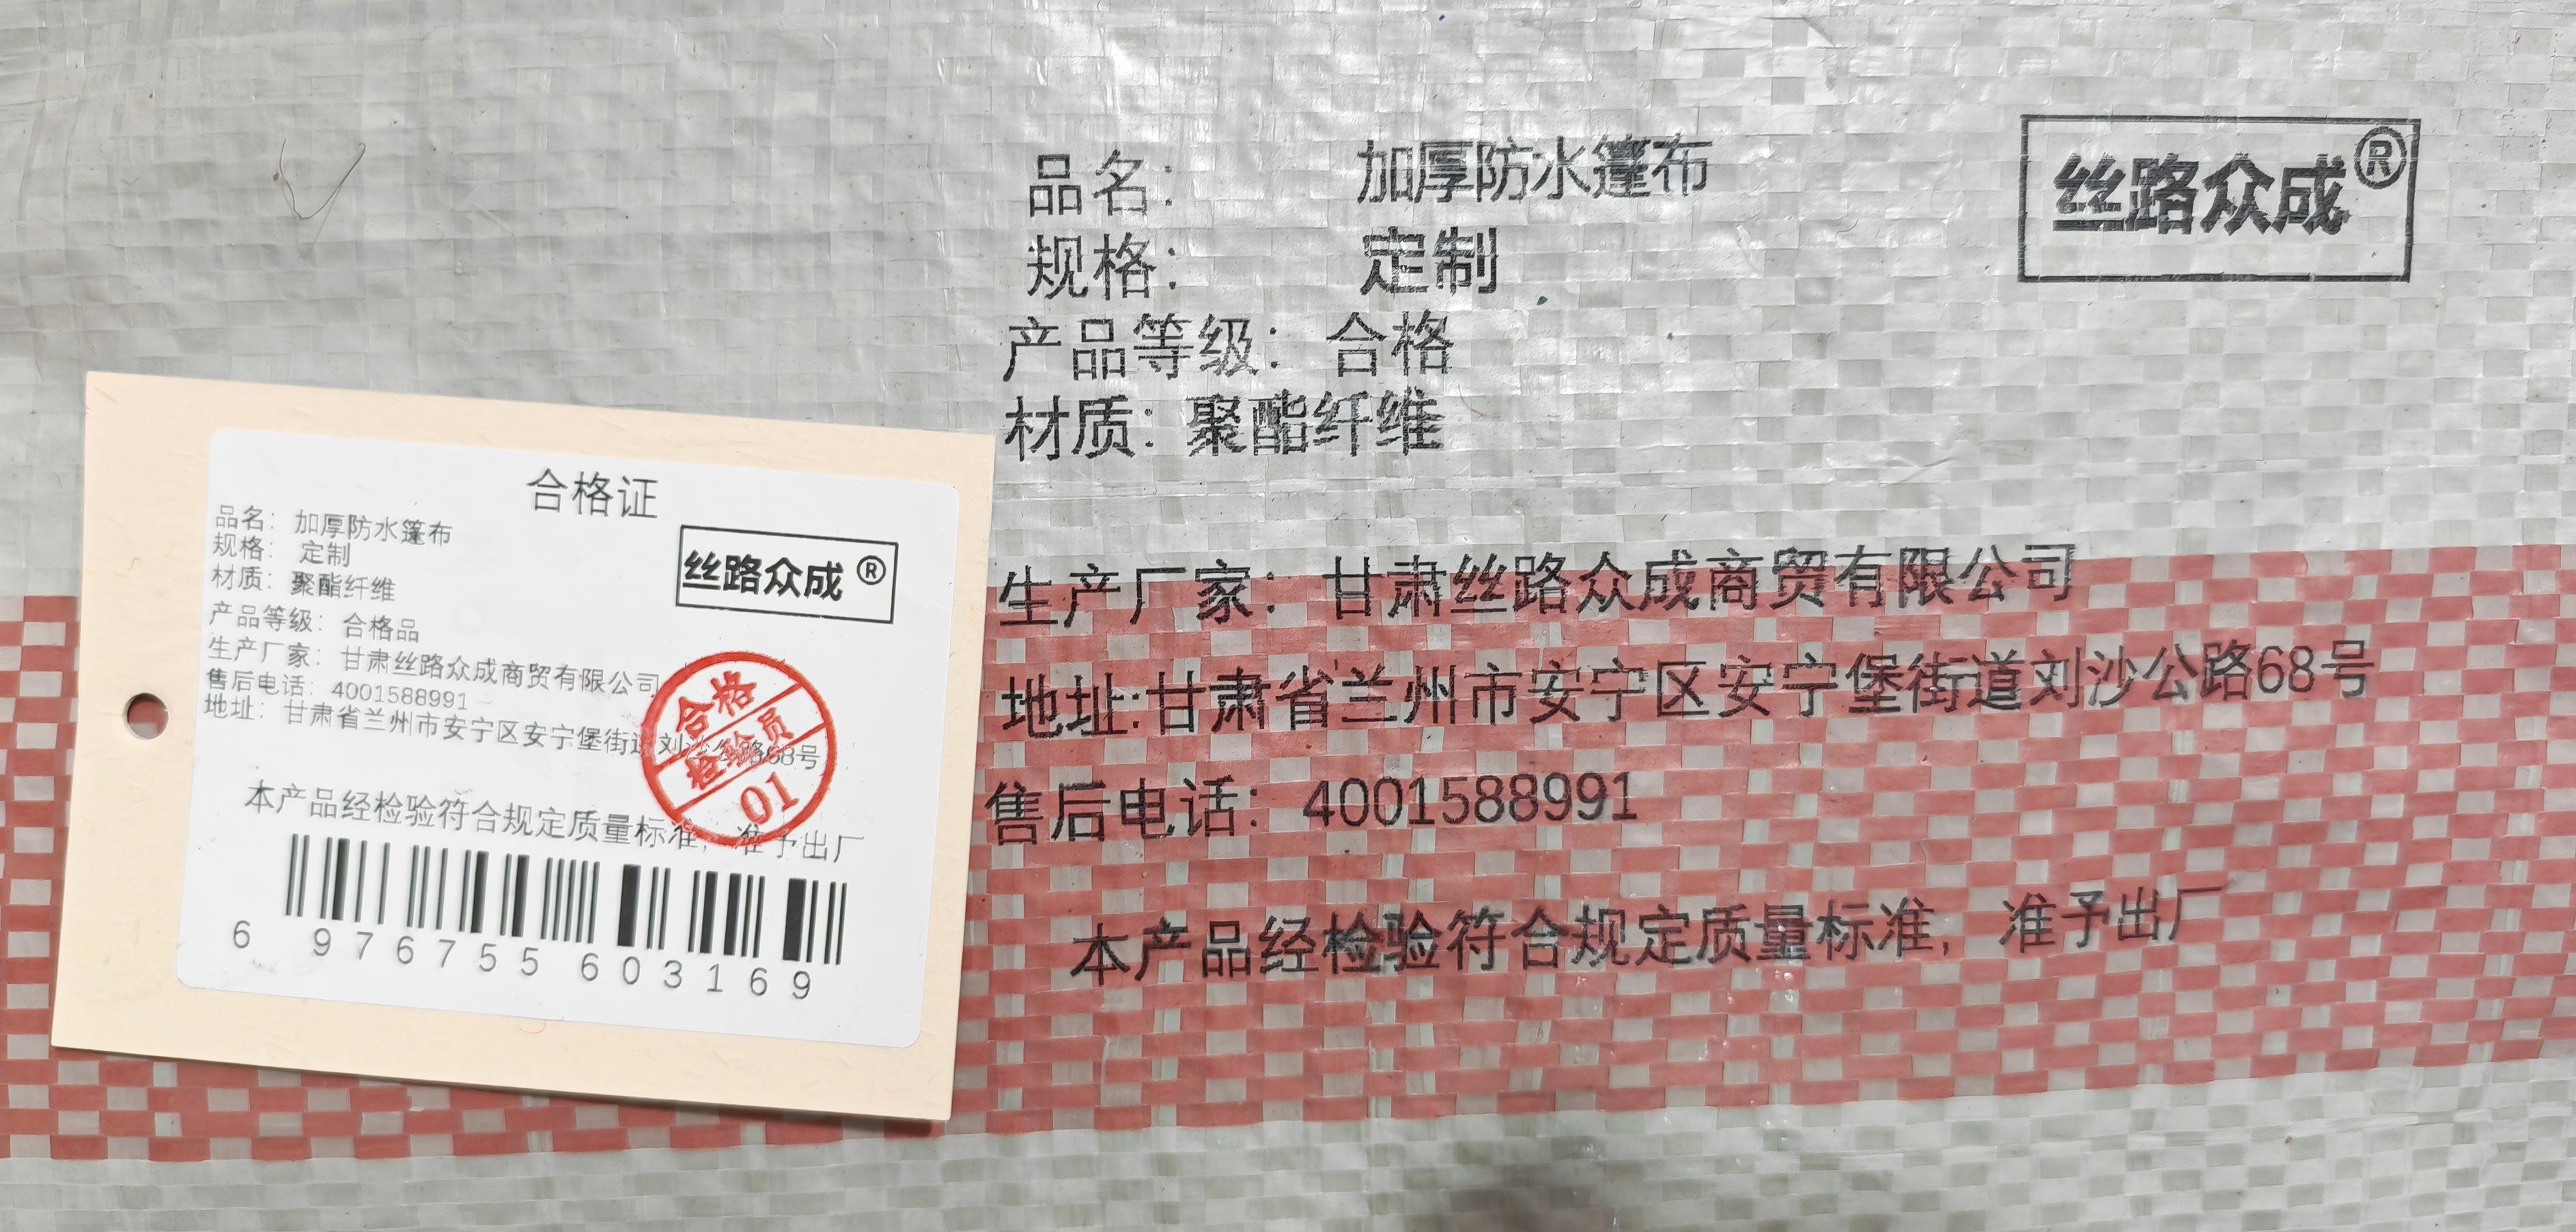 合格证
品名： 加厚防水篷布
规格： 定制
材质： 聚酯纤维
产品等级： 合格品
生产厂家： 甘肃丝路众成商贸有限公司
售后电话： 4001588991
地址： 甘肃省兰州市安宁区安宁堡街道刘沙公路68号
丝路众成®
合格
检验员
01
本产品经检验符合规定质量标准，准予出厂
6 976755 603169
品名： 加厚防水篷布
规格： 定制
产品等级： 合格
材质： 聚酯纤维
丝路众成®
生产厂家： 甘肃丝路众成商贸有限公司
地址:甘肃省兰州市安宁区安宁堡街道刘沙公路68号
售后电话： 4001588991
本产品经检验符合规定质量标准， 准予出厂